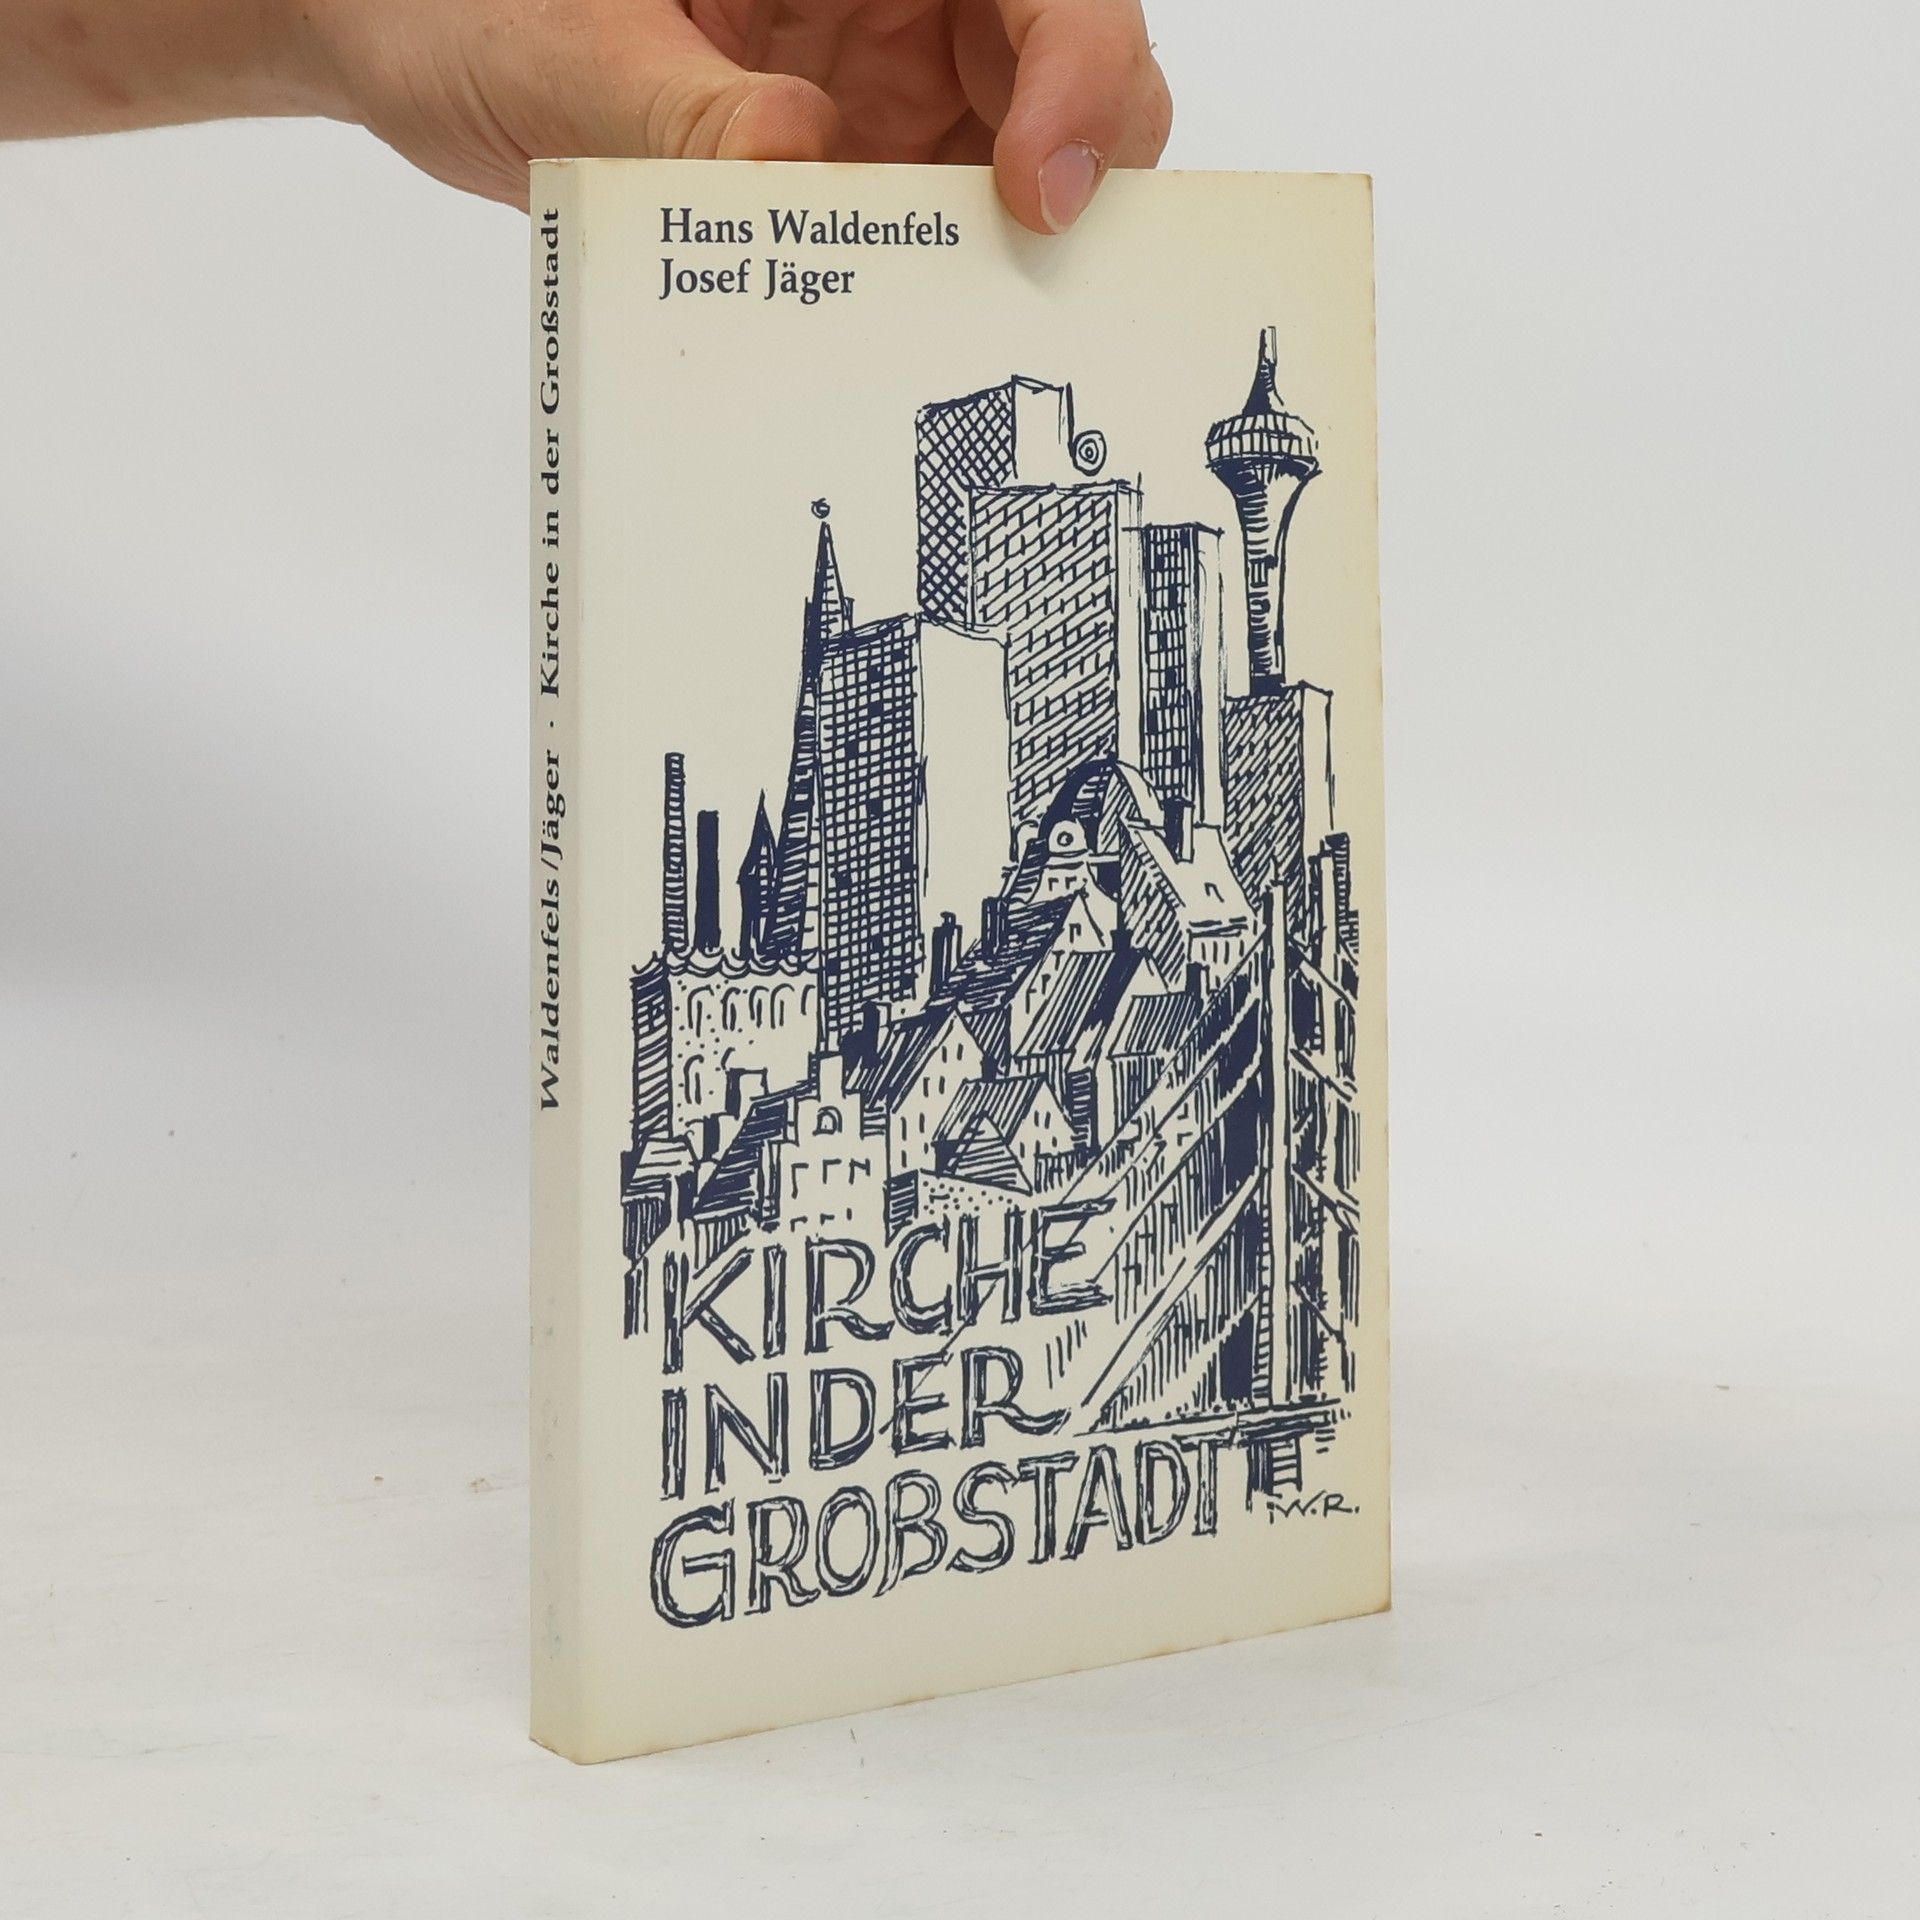 Hans Waldenfels
Josef Jäger
KIRCHE
IN DER
GROßSTADT
W.R.
Waldenfels/Jäger · Kirche in der Großstadt